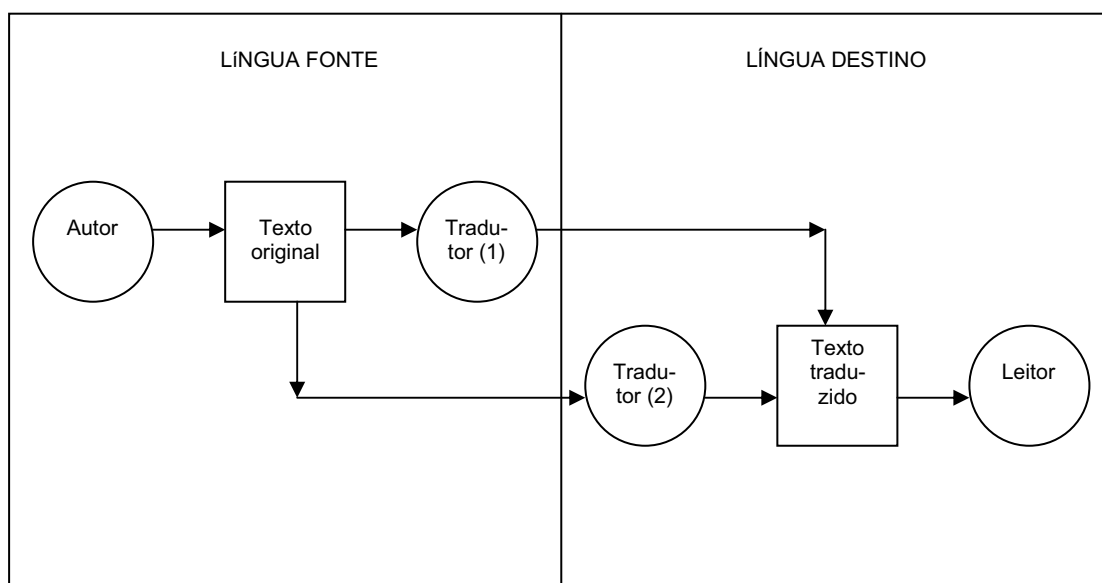 LíNGUA FONTE
LÍNGUA DESTINO
Autor
Texto
original
Tradu-
tor (1)
Tradu-
tor (2)
Texto
tradu-
zido
Leitor